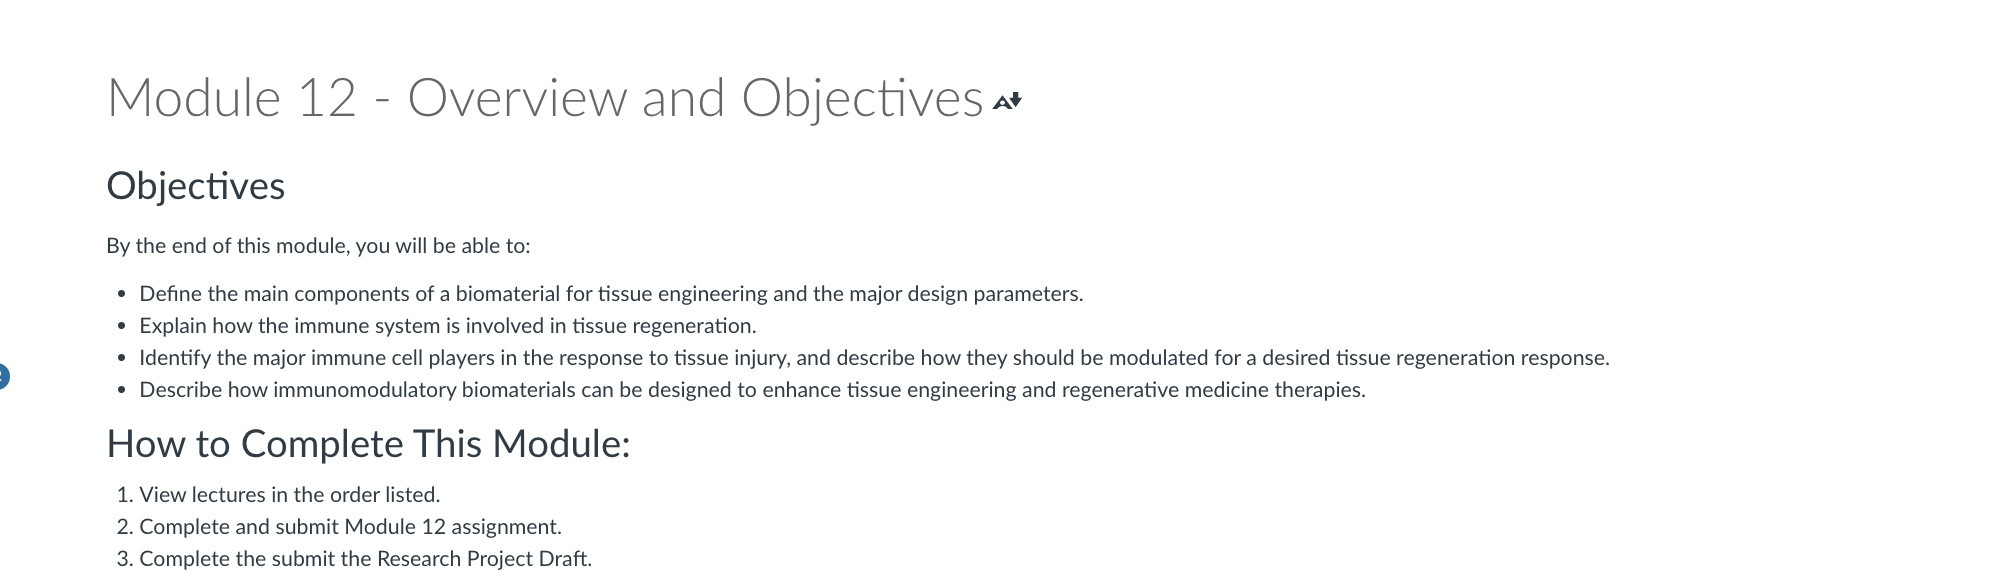 Module 12 - Overview and Objectives
Objectives
By the end of this module, you will be able to:
• Define the main components of a biomaterial for tissue engineering and the major design parameters.
• Explain how the immune system is involved in tissue regeneration.
• Identify the major immune cell players in the response to tissue injury, and describe how they should be modulated for a desired tissue regeneration response.
• Describe how immunomodulatory biomaterials can be designed to enhance tissue engineering and regenerative medicine therapies.
How to Complete This Module:
1. View lectures in the order listed.
2. Complete and submit Module 12 assignment.
3. Complete the submit the Research Project Draft.